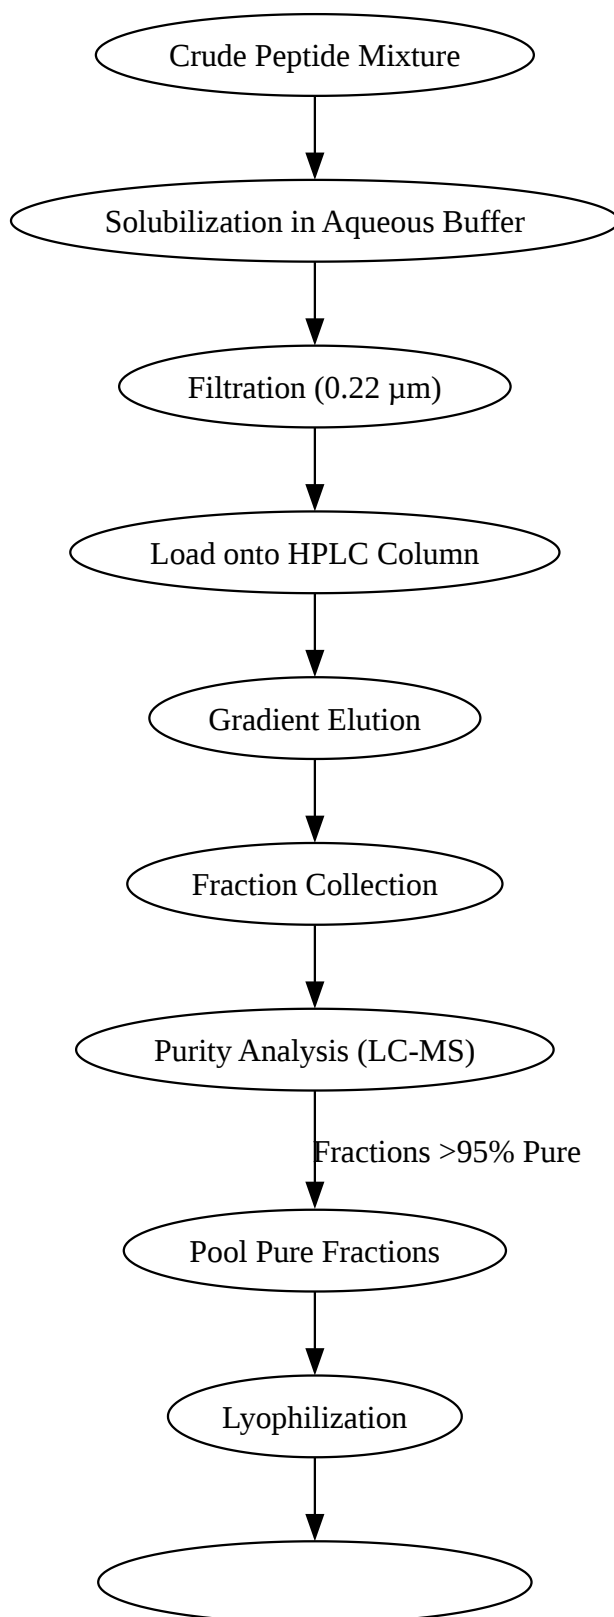 Crude Peptide Mixture
Solubilization in Aqueous Buffer
Filtration (0.22 µm)
Load onto HPLC Column
Gradient Elution
Fraction Collection
Purity Analysis (LC-MS)
Fractions >95% Pure
Pool Pure Fractions
Lyophilization